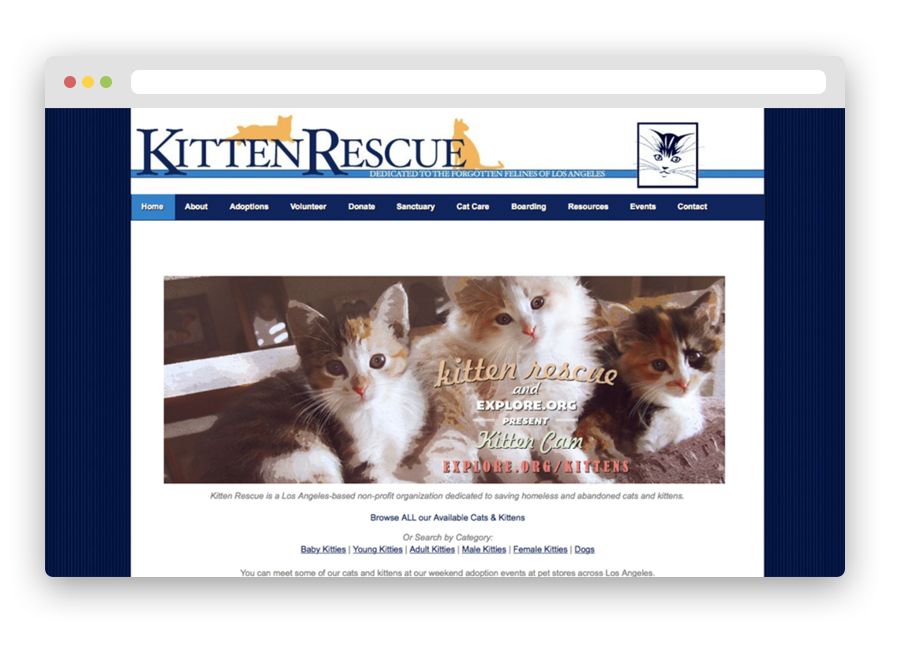 KITTENRESCUE
DEDICATED TO THE FORGOTTEN FELINES OF LOS ANGELES
Home About Adoptions Volunteer Donate Sanctuary Cat Care Boarding Resources Events Contact
kitten rescue
and
EXPLORE.ORG
PRESENT
Kitten Cam
EXPLORE.ORG/KITTENS
Kitten Rescue is a Los Angeles-based non-profit organization dedicated to saving homeless and abandoned cats and kittens.
Browse ALL our Available Cats & Kittens
Or Search by Category:
Baby Kitties | Young Kitties | Adult Kitties | Male Kitties | Female Kitties | Dogs
You can meet some of our cats and kittens at our weekend adoption events at pet stores across Los Angeles.